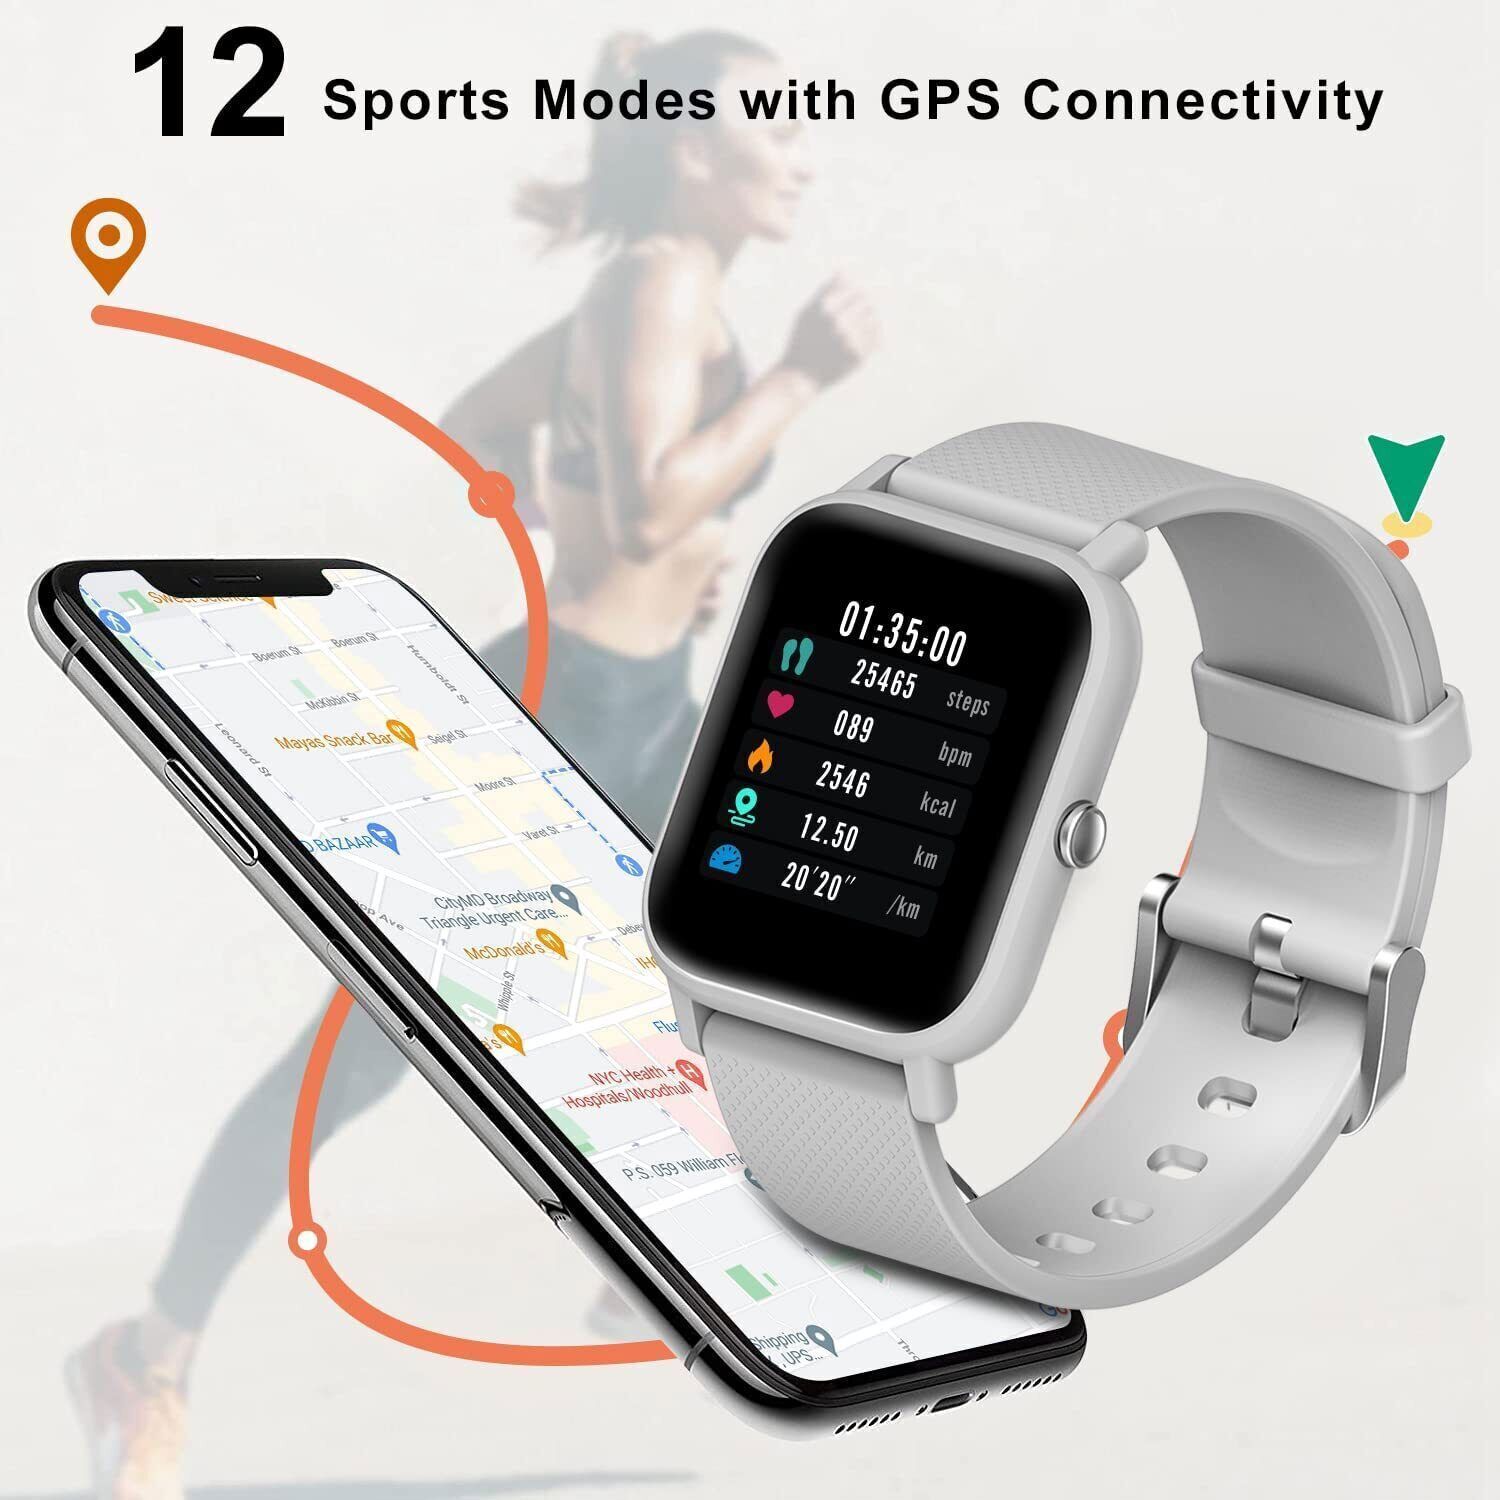 12 Sports Modes with GPS Connectivity
Sweet Science
Boerum St
Boerum St
Humboldt St
McKibbin St
Leonard St
Mayas Snack Bar
Seigel St
Moore St
BAZAAR
Varet St
CityMD Broadway
Triangle Urgent Care...
McDonald's
Whipple St
NYC Health +
Hospitals/Woodhull
P.S. 059 William
Shipping
, UPS...
01:35:00
25465 steps
089 bpm
2546 kcal
12.50 km
20'20" /km